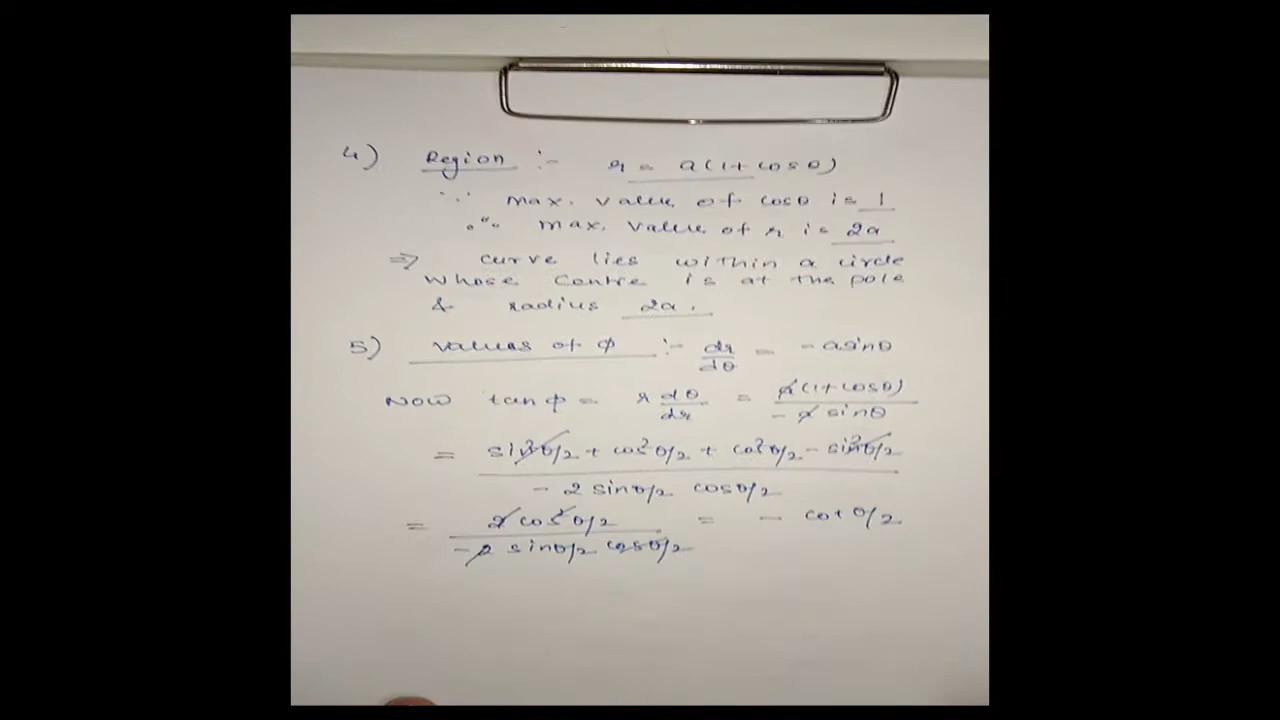 4) Region :- r = a(1+cosθ)
∵ max. value of cosθ is 1
∴ max. value of r is 2a
⇒ curve lies within a circle
whose centre is at the pole
& radius 2a.
5) values of φ :- dr/dθ = -asinθ
Now tanφ = r dθ/dr = a(1+cosθ)/-a sinθ
= sin²θ/2 + cos²θ/2 + cos²θ/2 - sin²θ/2 / -2 sinθ/2 cosθ/2
= 2cos²θ/2 / -2 sinθ/2 cosθ/2 = - cot θ/2